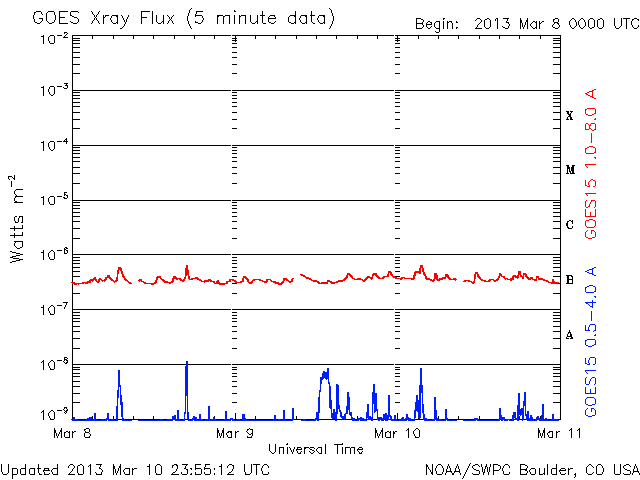 GOES Xray Flux (5 minute data)
Begin: 2013 Mar 8 0000 UTC
10⁻²
10⁻³
10⁻⁴
10⁻⁵
10⁻⁶
10⁻⁷
10⁻⁸
10⁻⁹
Watts m⁻²
X
M
C
B
A
GOES15 1.0-8.0 A
GOES15 0.5-4.0 A
Mar 8
Mar 9
Mar 10
Mar 11
Universal Time
Updated 2013 Mar 10 23:55:12 UTC
NOAA/SWPC Boulder, CO USA